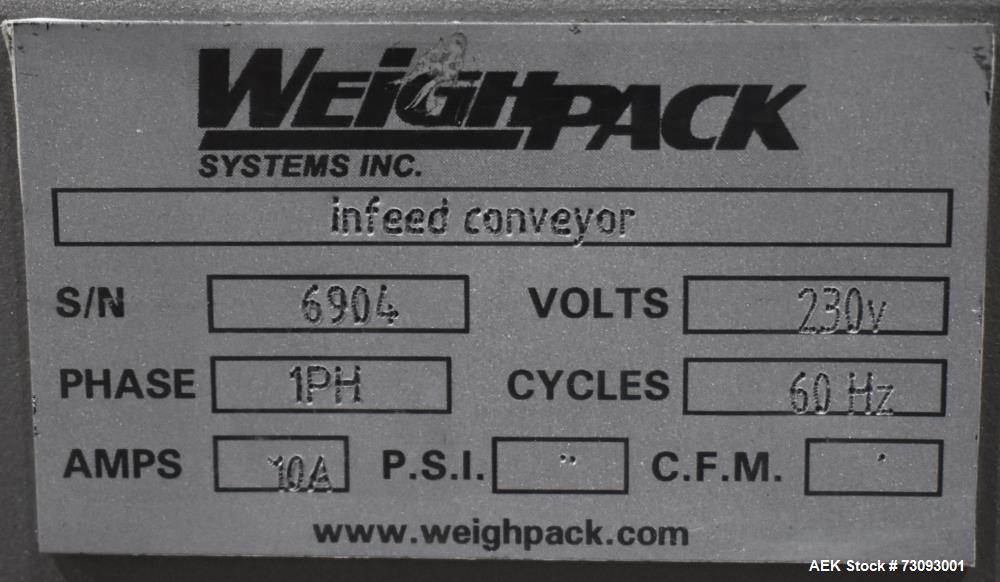 WEIGHPACK
SYSTEMS INC.
infeed conveyor
S/N 6904 VOLTS 230v
PHASE 1PH CYCLES 60 Hz
AMPS 10A P.S.I. " C.F.M. .
www.weighpack.com
AEK Stock # 73093001